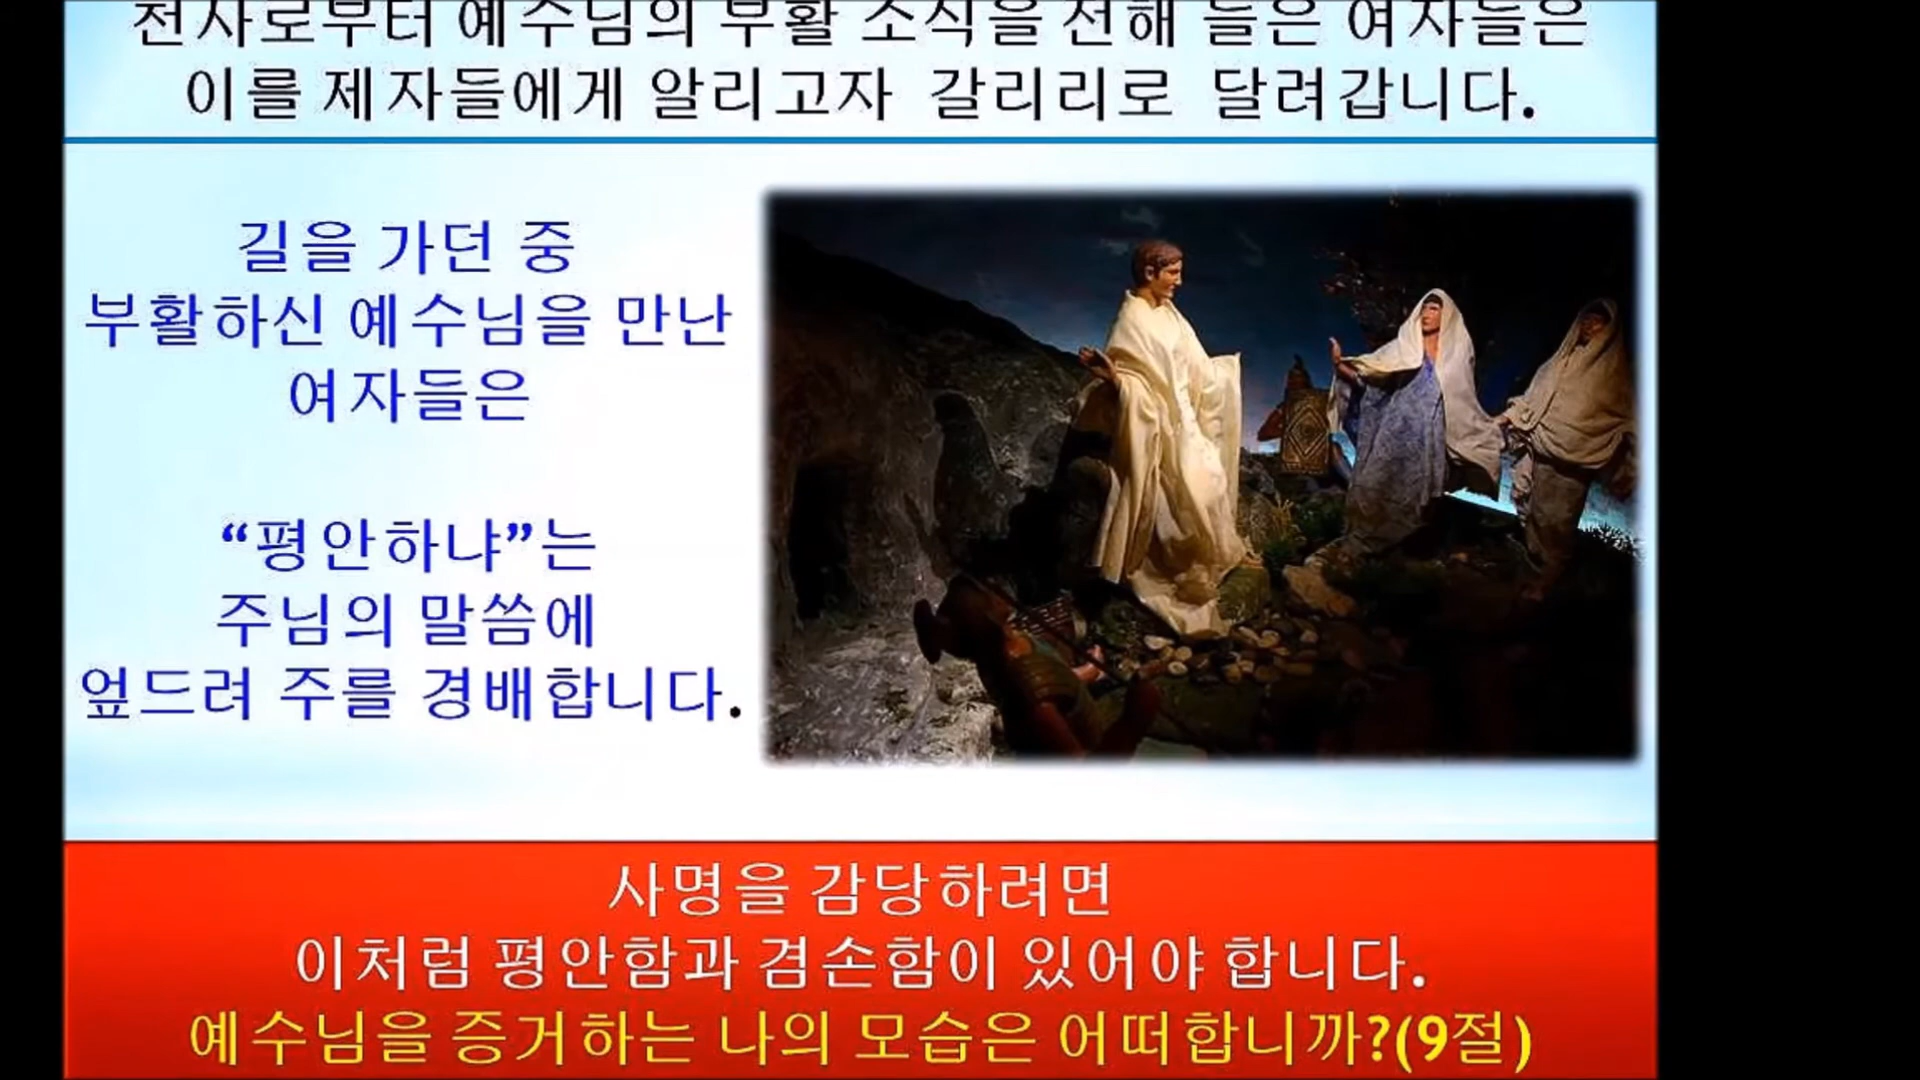 천사로부터 예수님의 부활 소식을 전해 들은 여자들은
이를 제자들에게 알리고자 갈리리로 달려갑니다.
길을 가던 중
부활하신 예수님을 만난
여자들은
“평안하냐”는
주님의 말씀에
엎드려 주를 경배합니다.
사명을 감당하려면
이처럼 평안함과 겸손함이 있어야 합니다.
예수님을 증거하는 나의 모습은 어떠합니까?(9절)